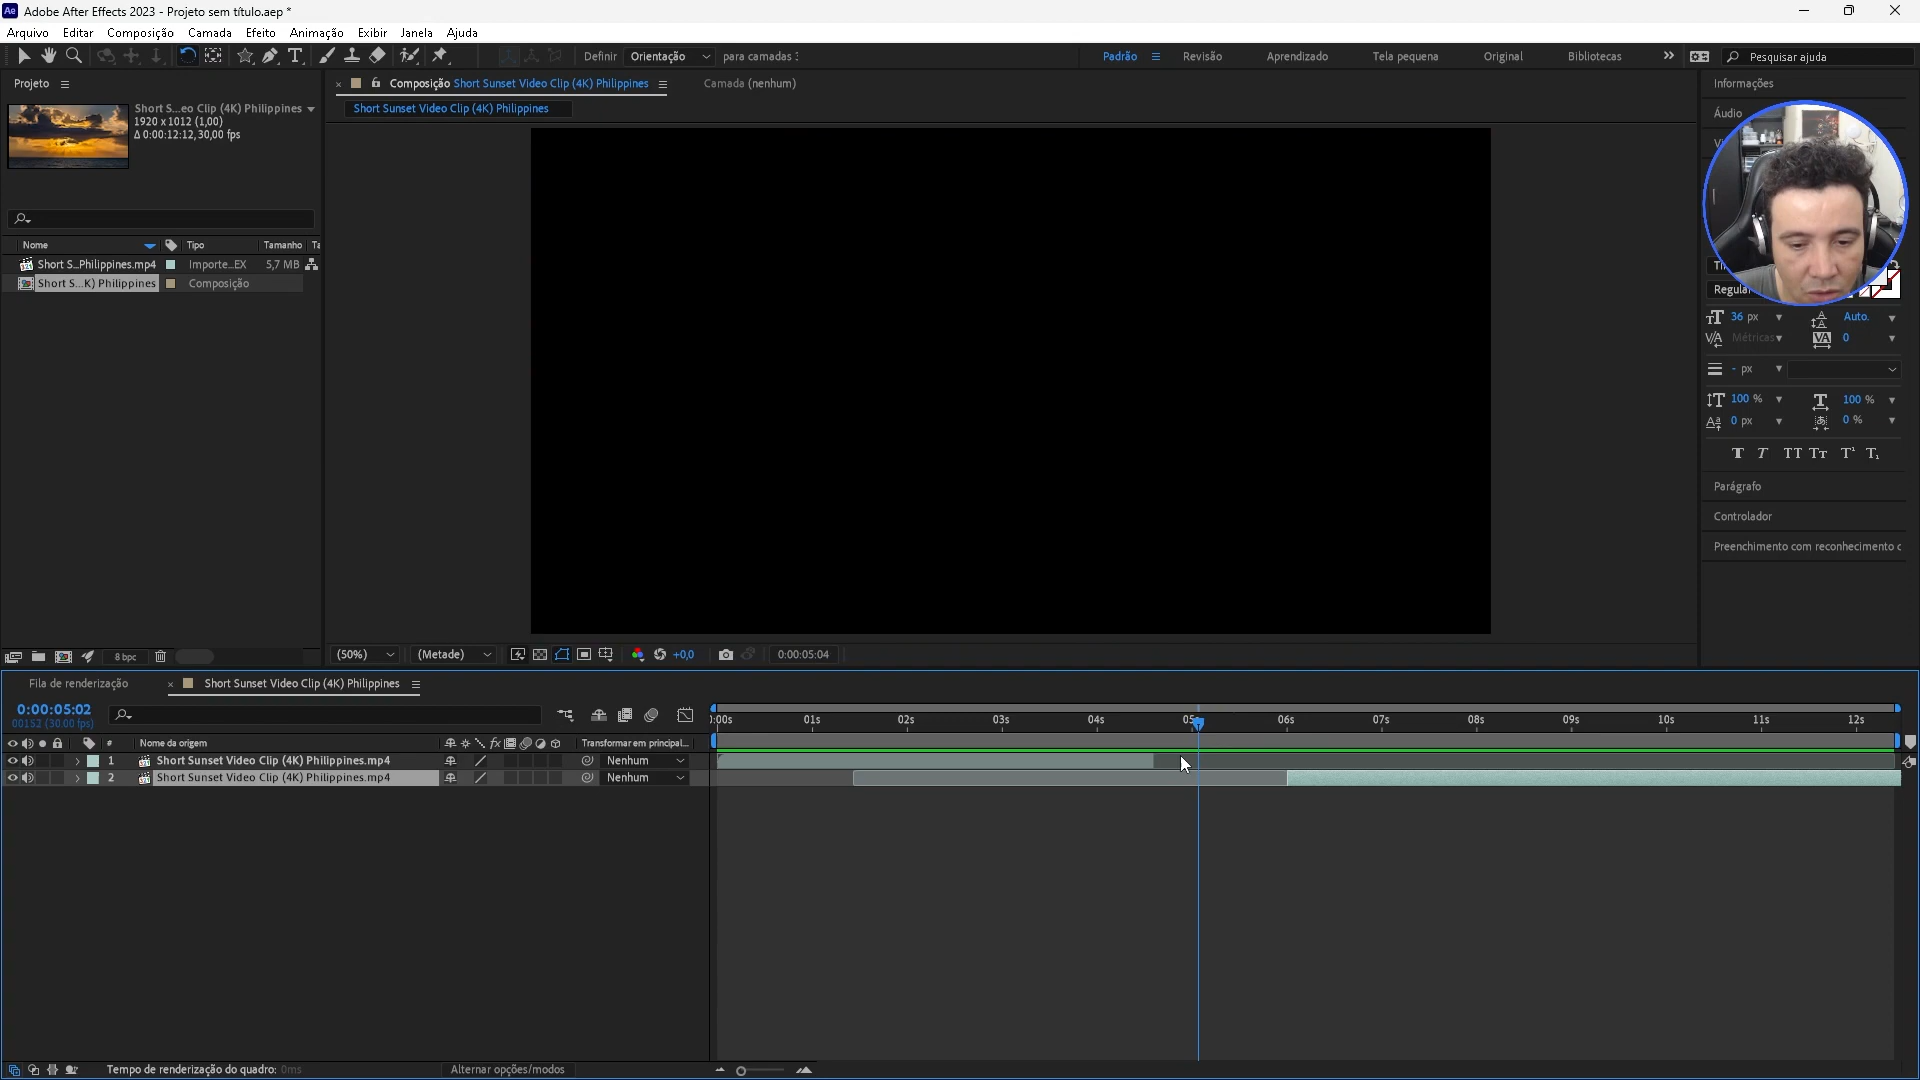 Adobe After Effects 2023 - Projeto sem título.aep *
Arquivo Editar Composição Camada Efeito Animação Exibir Janela Ajuda
Definir Orientação para camadas
Padrão Revisão Aprendizado Tela pequena Original Bibliotecas Pesquisar ajuda
Projeto
Short S...eo Clip (4K) Philippines
1920 x 1012 (1,00)
Δ 0:00:12:12, 30,00 fps
Nome Tipo Tamanho Ta
Short S...Philippines.mp4 Importe...EX 5,7 MB
Short S...K) Philippines Composição
8 bpc
Composição Short Sunset Video Clip (4K) Philippines
Camada (nenhum)
Short Sunset Video Clip (4K) Philippines
(50%) (Metade) +0,0 0:00:05:04
Informações
Áudio
Regular
36 px Auto.
Métricas 0
- px
100 % 100 %
0 px 0 %
T T TT Tт T¹ T₁
Parágrafo
Controlador
Preenchimento com reconhecimento c
Fila de renderização
Short Sunset Video Clip (4K) Philippines
0:00:05:02
00152 (30.00 fps)
):00s 01s 02s 03s 04s 05s 06s 07s 08s 09s 10s 11s 12s
# Nome da origem fx Transformar em principal...
1 Short Sunset Video Clip (4K) Philippines.mp4 Nenhum
2 Short Sunset Video Clip (4K) Philippines.mp4 Nenhum
Tempo de renderização do quadro: 0ms
Alternar opções/modos